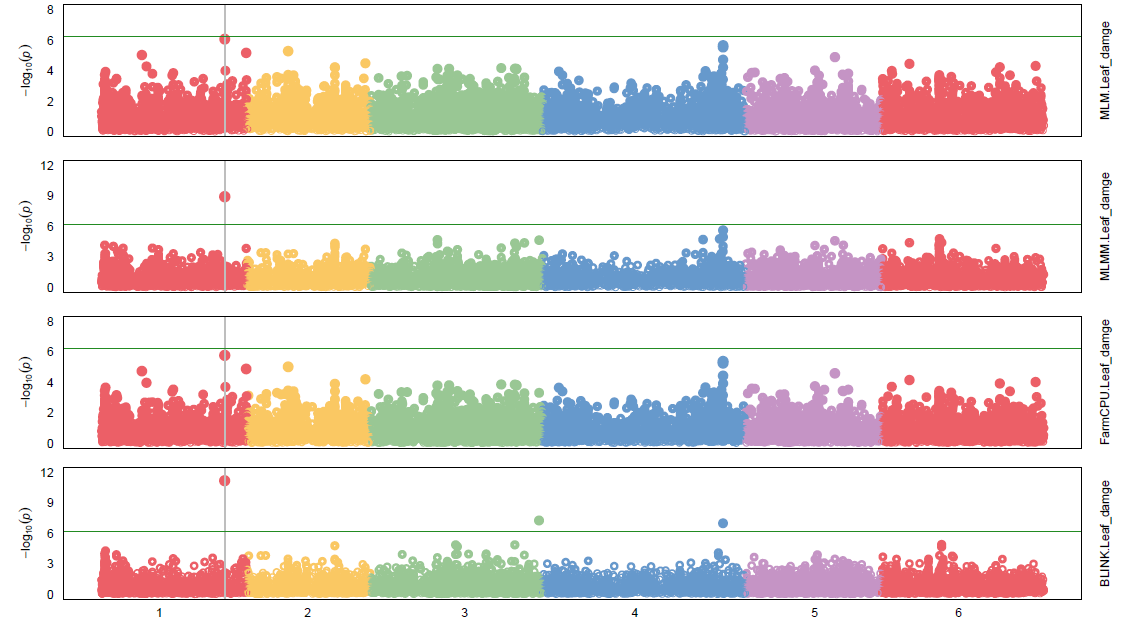 8
6
4
2
0
−log₁₀(p)
MLM.Leaf_damge
12
9
6
3
0
−log₁₀(p)
MLMM.Leaf_damge
8
6
4
2
0
−log₁₀(p)
FarmCPU.Leaf_damge
12
9
6
3
0
−log₁₀(p)
BLINK.Leaf_damge
1 2 3 4 5 6